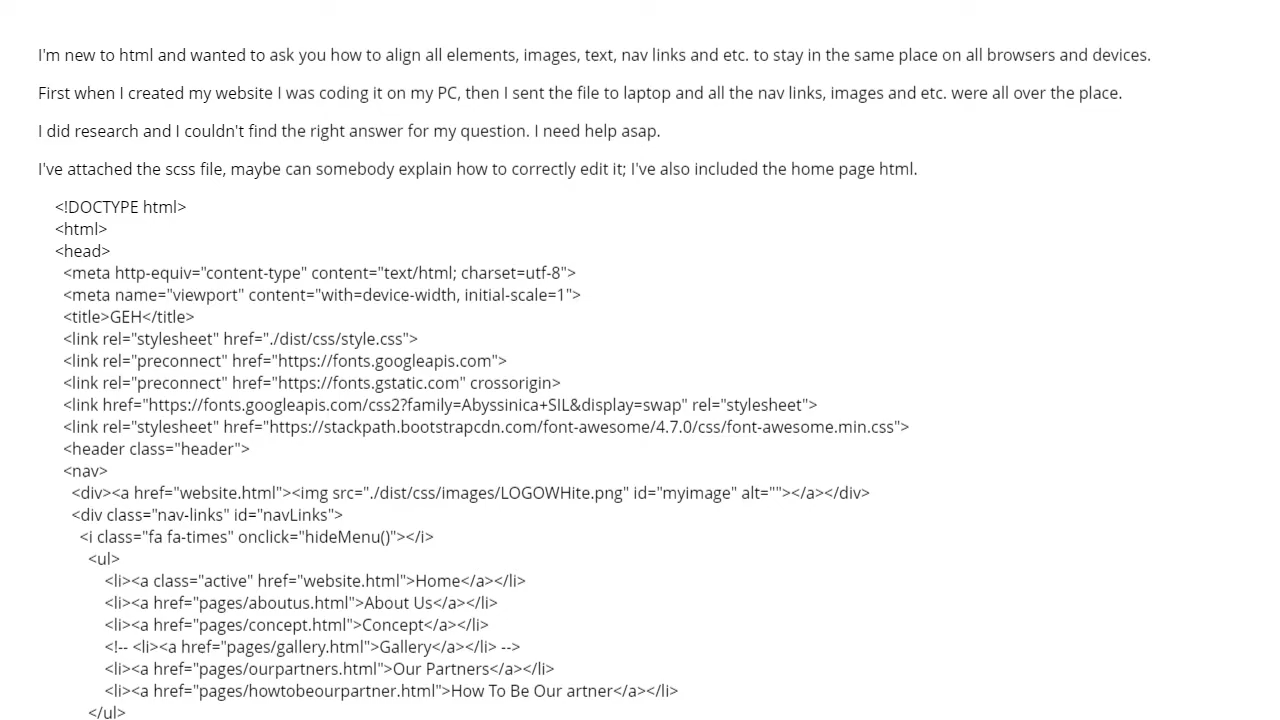 I'm new to html and wanted to ask you how to align all elements, images, text, nav links and etc. to stay in the same place on all browsers and devices.
First when I created my website I was coding it on my PC, then I sent the file to laptop and all the nav links, images and etc. were all over the place.
I did research and I couldn't find the right answer for my question. I need help asap.
I've attached the scss file, maybe can somebody explain how to correctly edit it; I've also included the home page html.
<!DOCTYPE html>
<html>
<head>
<meta http-equiv="content-type" content="text/html; charset=utf-8">
<meta name="viewport" content="with=device-width, initial-scale=1">
<title>GEH</title>
<link rel="stylesheet" href="./dist/css/style.css">
<link rel="preconnect" href="https://fonts.googleapis.com">
<link rel="preconnect" href="https://fonts.gstatic.com" crossorigin>
<link href="https://fonts.googleapis.com/css2?family=Abyssinica+SIL&display=swap" rel="stylesheet">
<link rel="stylesheet" href="https://stackpath.bootstrapcdn.com/font-awesome/4.7.0/css/font-awesome.min.css">
<header class="header">
<nav>
<div><a href="website.html"><img src="./dist/css/images/LOGOWHite.png" id="myimage" alt=""></a></div>
<div class="nav-links" id="navLinks">
<i class="fa fa-times" onclick="hideMenu()"></i>
<ul>
<li><a class="active" href="website.html">Home</a></li>
<li><a href="pages/aboutus.html">About Us</a></li>
<li><a href="pages/concept.html">Concept</a></li>
<!-- <li><a href="pages/gallery.html">Gallery</a></li> -->
<li><a href="pages/ourpartners.html">Our Partners</a></li>
<li><a href="pages/howtobeourpartner.html">How To Be Our artner</a></li>
</ul>